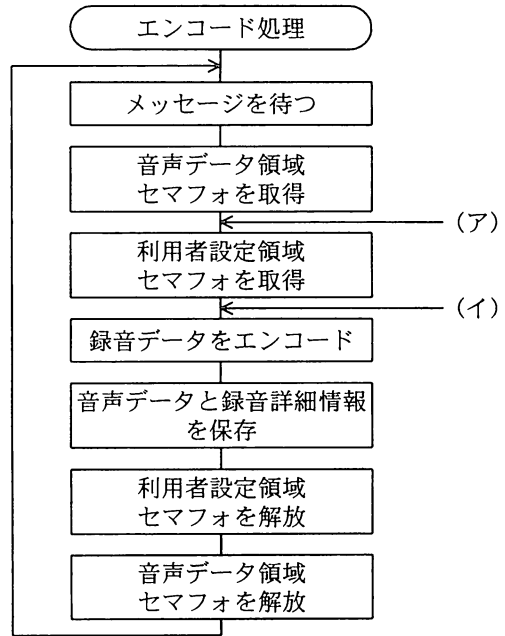 エンコード処理
メッセージを待つ
音声データ領域
セマフォを取得
(ア)
利用者設定領域
セマフォを取得
(イ)
録音データをエンコード
音声データと録音詳細情報
を保存
利用者設定領域
セマフォを解放
音声データ領域
セマフォを解放